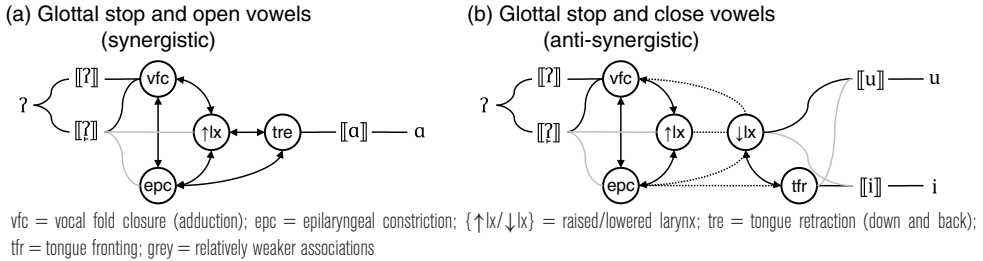 (a) Glottal stop and open vowels
(synergistic)
(b) Glottal stop and close vowels
(anti-synergistic)
ʔ
⟦ʔ⟧
⟦ʔ̰⟧
vfc
↑lx
epc
tre
⟦ɑ⟧
ɑ
ʔ
⟦ʔ⟧
⟦ʔ̰⟧
vfc
↑lx
epc
↓lx
tfr
⟦u⟧
u
⟦i⟧
i
vfc = vocal fold closure (adduction); epc = epilaryngeal constriction; {↑lx/↓lx} = raised/lowered larynx; tre = tongue retraction (down and back);
tfr = tongue fronting; grey = relatively weaker associations